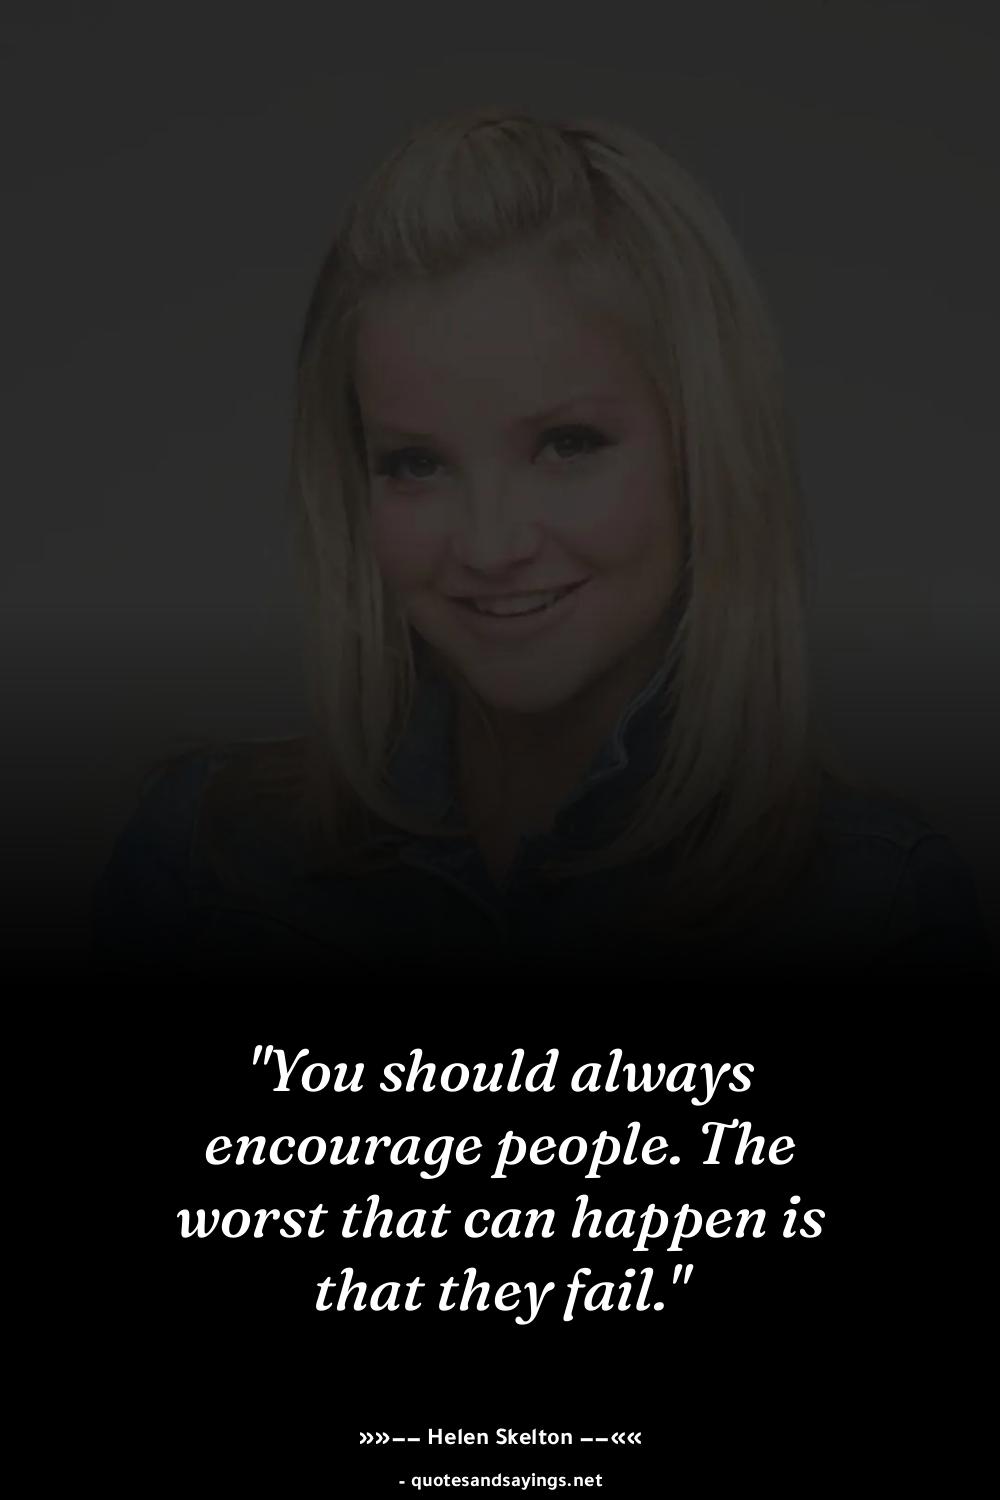 "You should always
encourage people. The
worst that can happen is
that they fail."
»»−− Helen Skelton −−««
- quotesandsayings.net